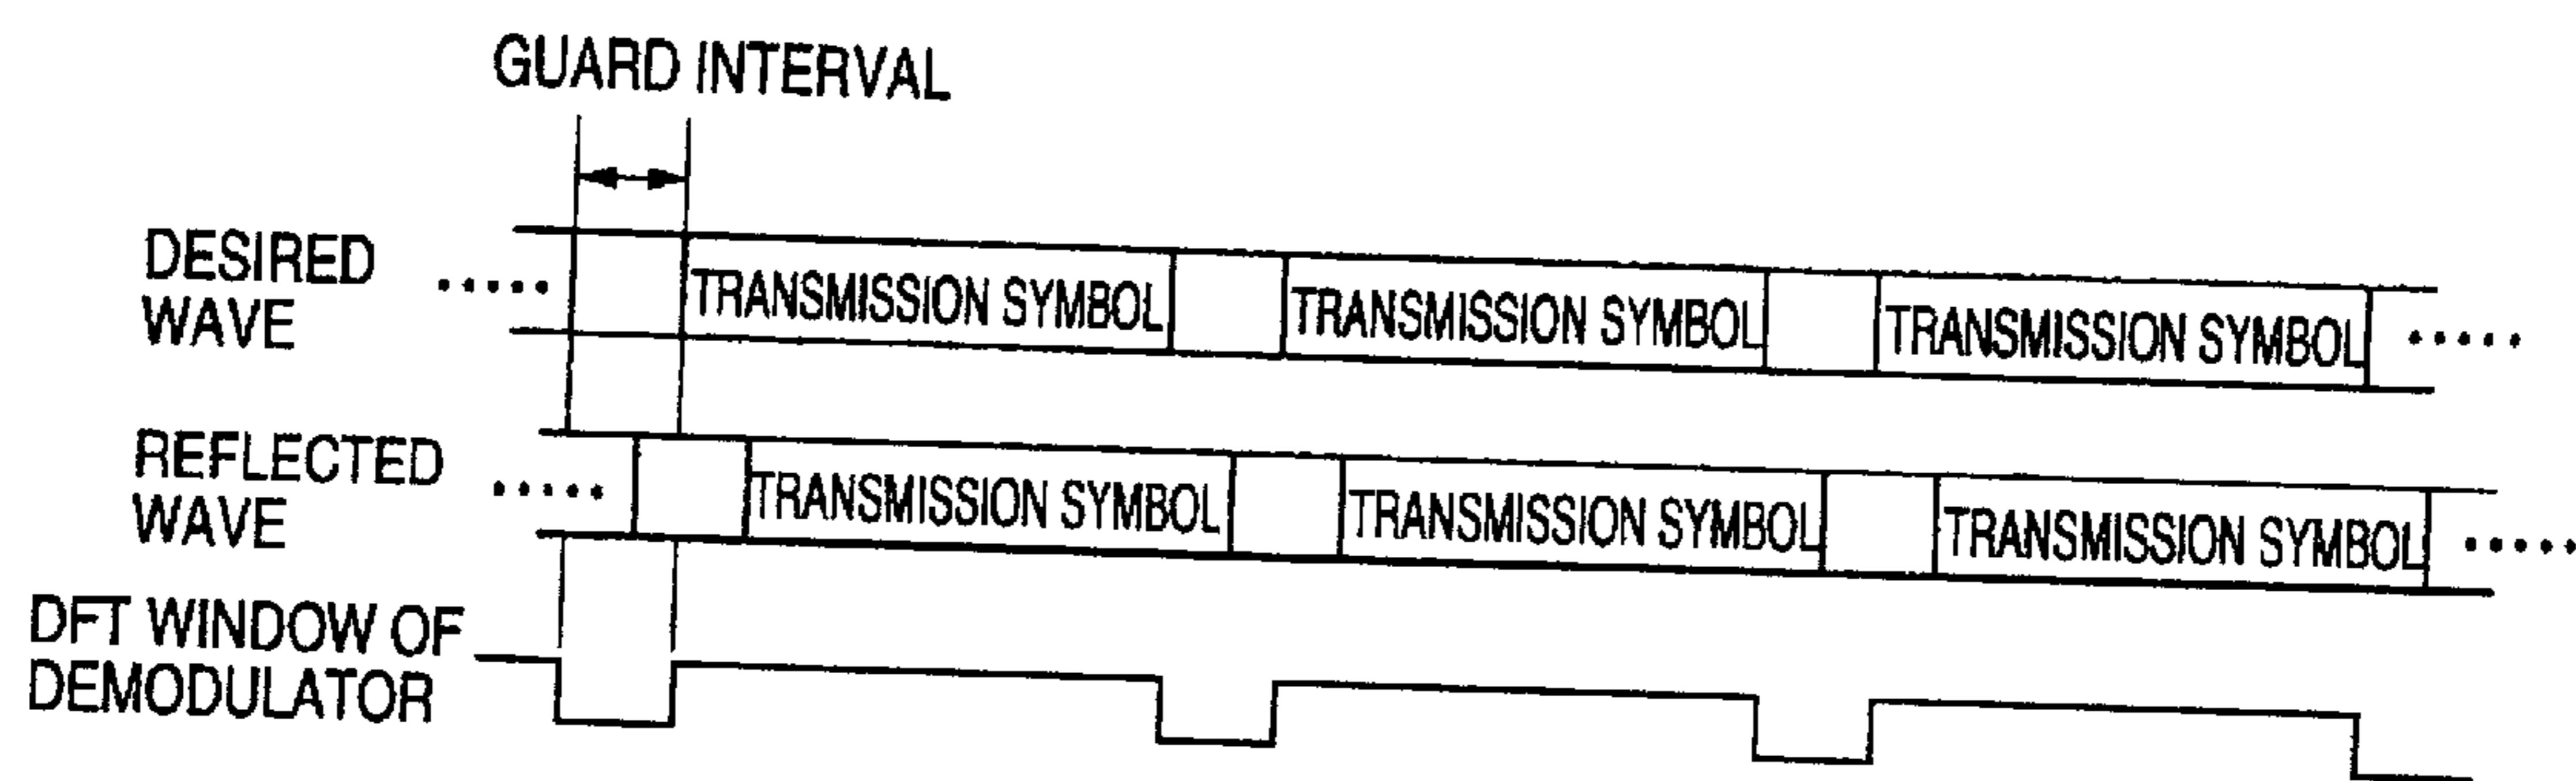 GUARD INTERVAL
DESIRED
WAVE
..... TRANSMISSION SYMBOL TRANSMISSION SYMBOL TRANSMISSION SYMBOL .....
REFLECTED
WAVE
..... TRANSMISSION SYMBOL TRANSMISSION SYMBOL TRANSMISSION SYMBOL .....
DFT WINDOW OF
DEMODULATOR